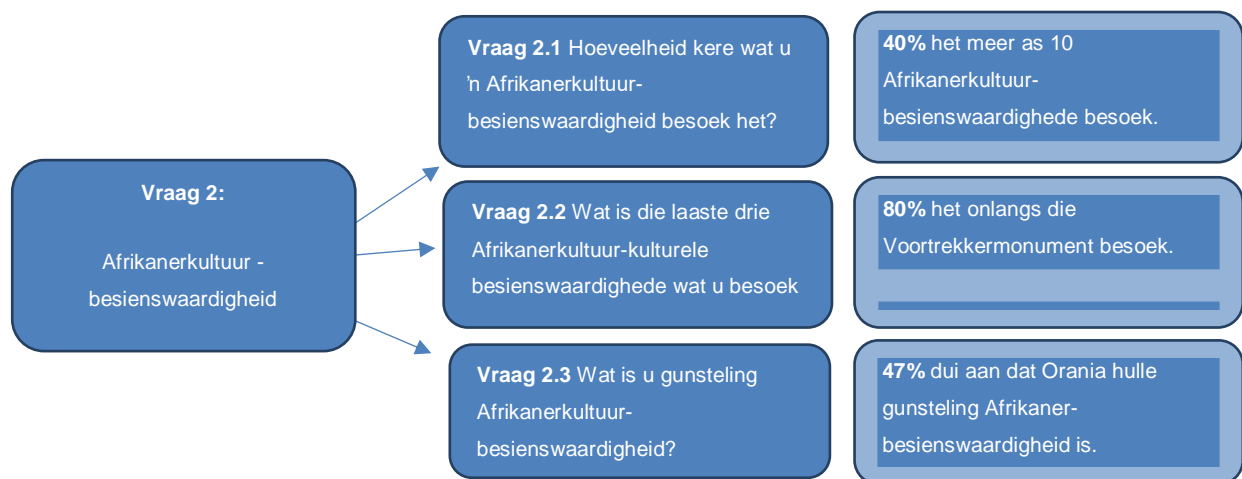 Vraag 2:
Afrikanerkultuur -
besienswaardigheid
Vraag 2.1 Hoeveelheid kere wat u
'n Afrikanerkultuur-
besienswaardigheid besoek het?
40% het meer as 10
Afrikanerkultuur-
besienswaardighede besoek.
Vraag 2.2 Wat is die laaste drie
Afrikanerkultuur-kulturele
besienswaardighede wat u besoek
80% het onlangs die
Voortrekkermonument besoek.
Vraag 2.3 Wat is u gunsteling
Afrikanerkultuur-
besienswaardigheid?
47% dui aan dat Orania hulle
gunsteling Afrikaner-
besienswaardigheid is.